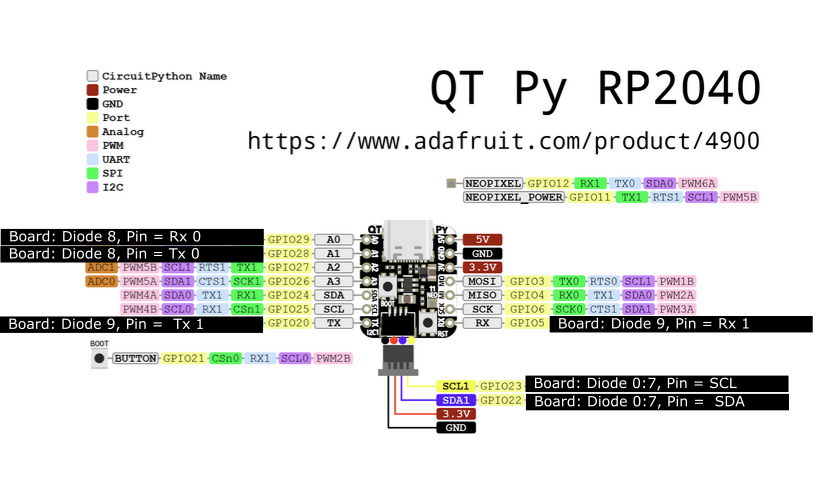 CircuitPython Name
Power
GND
Port
Analog
PWM
UART
SPI
I2C
QT Py RP2040
https://www.adafruit.com/product/4900
NEOPIXEL GPIO12 RX1 TX0 SDA0 PWM6A
NEOPIXEL_POWER GPIO11 TX1 RTS1 SCL1 PWM5B
QT Py
Board: Diode 8, Pin = Rx 0 GPIO29 A0 5V
Board: Diode 8, Pin = Tx 0 GPIO28 A1 GND
ADC1 PWM5B SCL1 RTS1 TX1 GPIO27 A2 3.3V
ADC0 PWM5A SDA1 CTS1 SCK1 GPIO26 A3 MOSI GPIO3 TX0 RTS0 SCL1 PWM1B
PWM4A SDA0 TX1 RX1 GPIO24 SDA MISO GPIO4 RX0 TX1 SDA0 PWM2A
PWM4B SCL0 RX1 CSn1 GPIO25 SCL SCK GPIO6 SCK0 CTS1 SDA1 PWM3A
Board: Diode 9, Pin = Tx 1 GPIO20 TX RX GPIO5 Board: Diode 9, Pin = Rx 1
BOOT
I2C1
RST
BOOT
BUTTON GPIO21 CSn0 RX1 SCL0 PWM2B
SCL1 GPIO23 Board: Diode 0:7, Pin = SCL
SDA1 GPIO22 Board: Diode 0:7, Pin = SDA
3.3V
GND